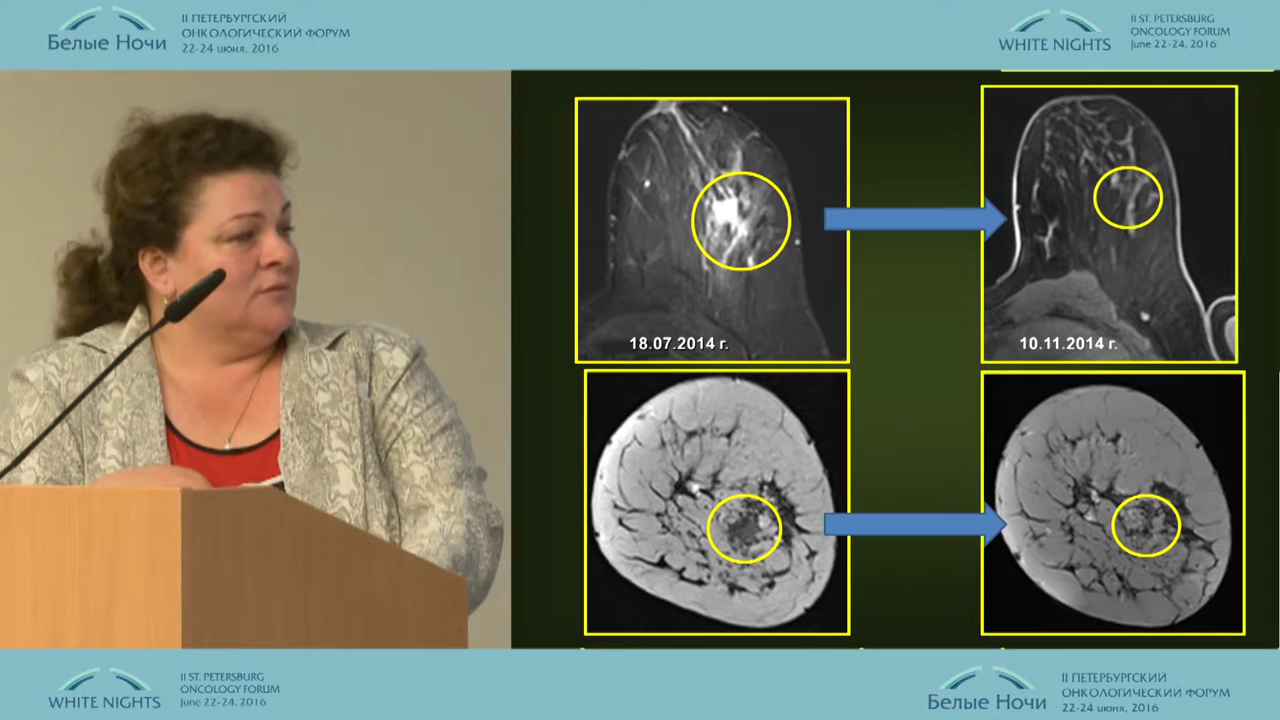 Белые Ночи
II ПЕТЕРБУРГСКИЙ
ОНКОЛОГИЧЕСКИЙ ФОРУМ
22-24 июня, 2016
WHITE NIGHTS
II ST. PETERSBURG
ONCOLOGY FORUM
June 22-24, 2016
18.07.2014 г.
10.11.2014 г.
WHITE NIGHTS
II ST. PETERSBURG
ONCOLOGY FORUM
June 22-24, 2016
Белые Ночи
II ПЕТЕРБУРГСКИЙ
ОНКОЛОГИЧЕСКИЙ ФОРУМ
22-24 июня, 2016